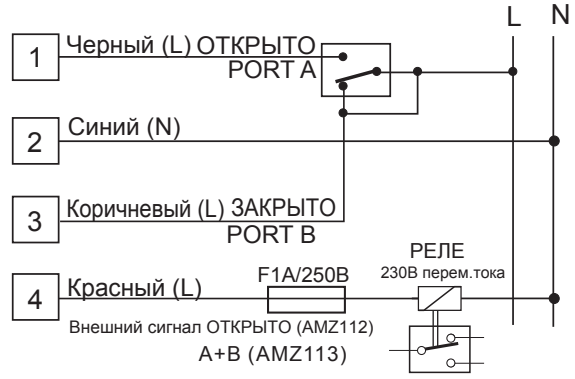 L N
1 Черный (L) ОТКРЫТО
PORT A
2 Синий (N)
3 Коричневый (L) ЗАКРЫТО
PORT B
РЕЛЕ
230В перем.тока
F1A/250В
4 Красный (L)
Внешний сигнал ОТКРЫТО (AMZ112)
A+B (AMZ113)